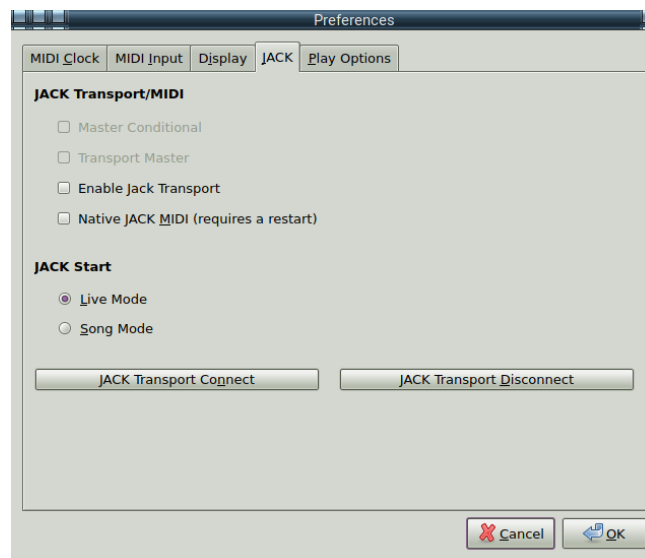 Preferences
MIDI Clock MIDI Input Display JACK Play Options
JACK Transport/MIDI
Master Conditional
Transport Master
Enable Jack Transport
Native JACK MIDI (requires a restart)
JACK Start
Live Mode
Song Mode
JACK Transport Connect JACK Transport Disconnect
Cancel OK